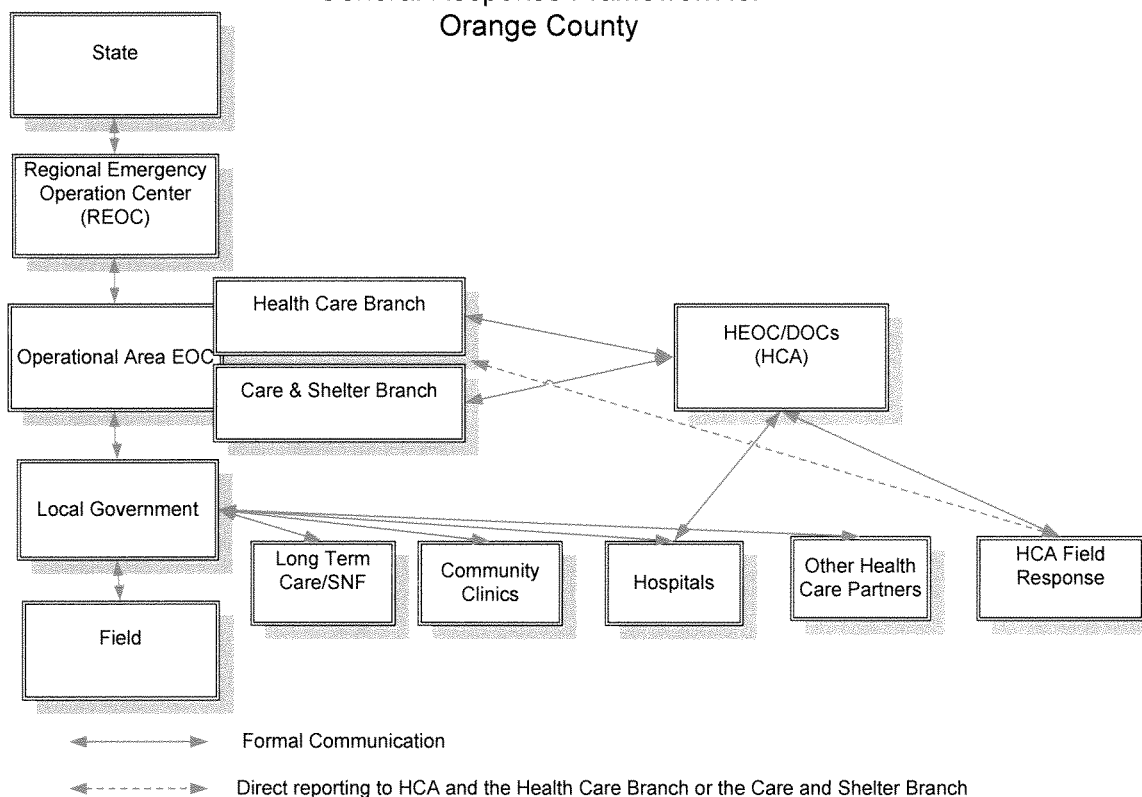 Orange County
State
Regional Emergency
Operation Center
(REOC)
Health Care Branch
Operational Area EOC
Care & Shelter Branch
HEOC/DOCs
(HCA)
Local Government
Long Term
Care/SNF
Community
Clinics
Hospitals
Other Health
Care Partners
HCA Field
Response
Field
Formal Communication
Direct reporting to HCA and the Health Care Branch or the Care and Shelter Branch